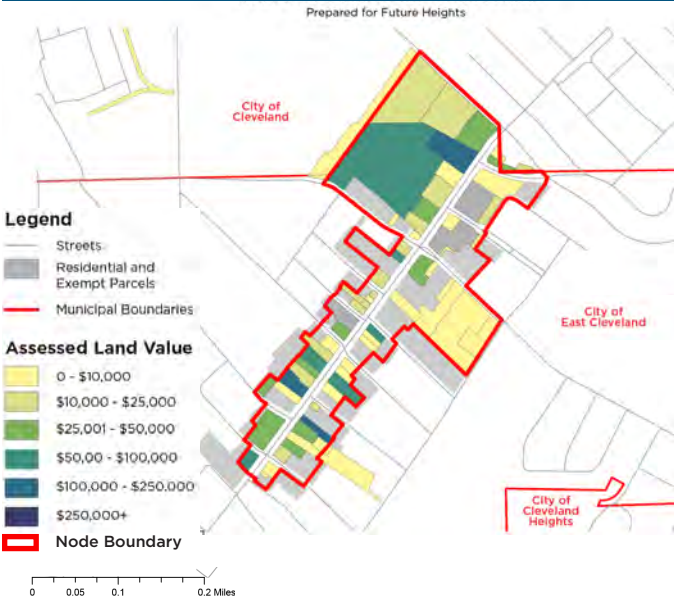 Prepared for Future Heights
City of
Cleveland
Legend
Streets
Residential and
Exempt Parcels
Municipal Boundaries
City of
East Cleveland
Assessed Land Value
0 - $10,000
$10,000 - $25,000
$25,001 - $50,000
$50,00 - $100,000
$100,000 - $250.000
$250,000+
Node Boundary
City of
Cleveland
Heights
0 0.05 0.1 0.2 Miles